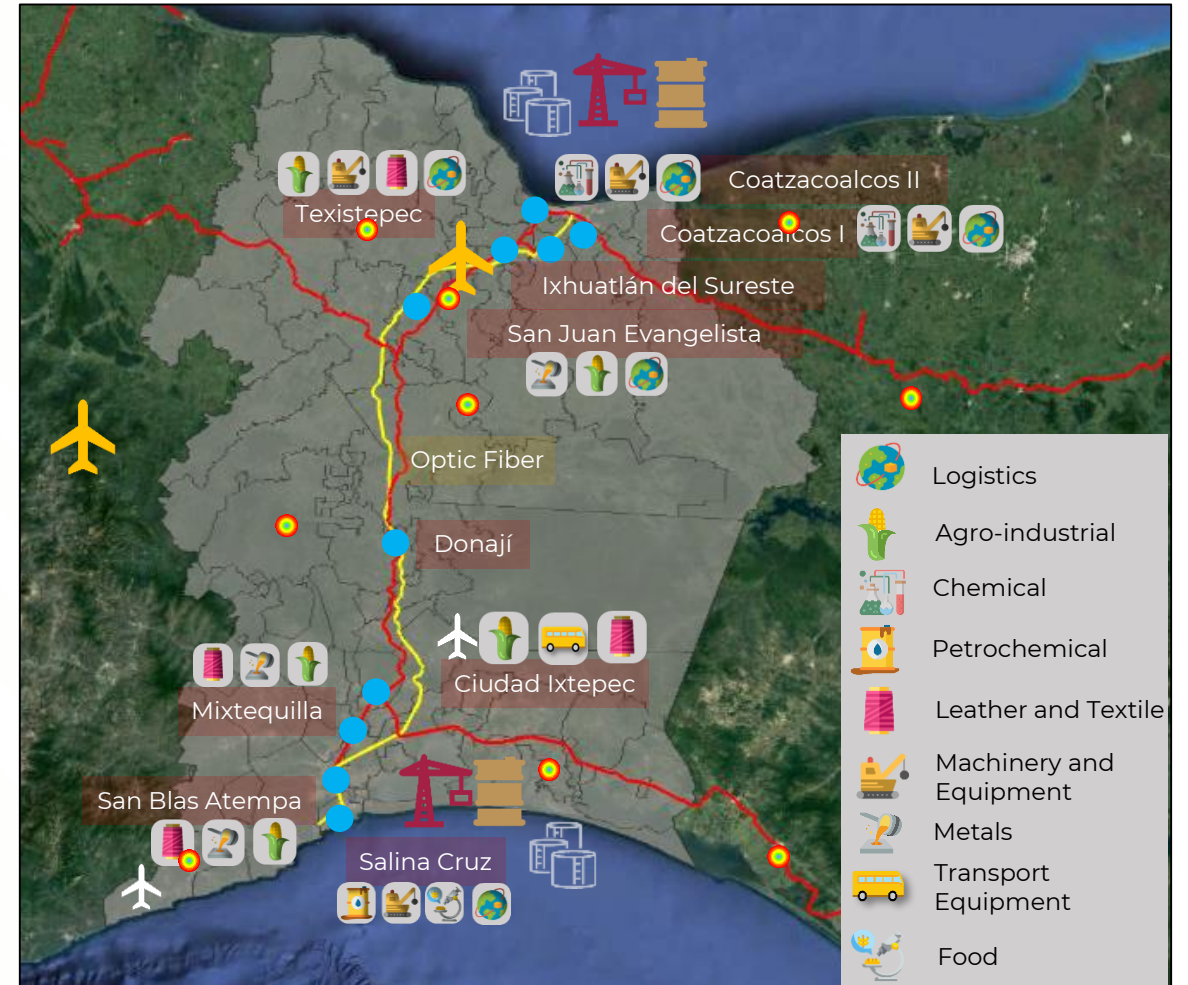 Coatzacoalcos II
Texistepec
Coatzacoalcos I
Ixhuatlán del Sureste
San Juan Evangelista
Optic Fiber
Donají
Ciudad Ixtepec
Mixtequilla
San Blas Atempa
Salina Cruz
Logistics
Agro-industrial
Chemical
Petrochemical
Leather and Textile
Machinery and
Equipment
Metals
Transport
Equipment
Food